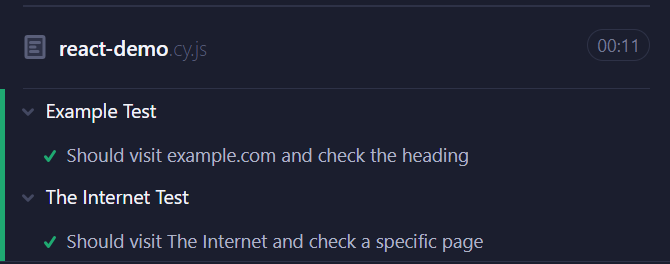 react-demo.cy.js 00:11
Example Test
Should visit example.com and check the heading
The Internet Test
Should visit The Internet and check a specific page